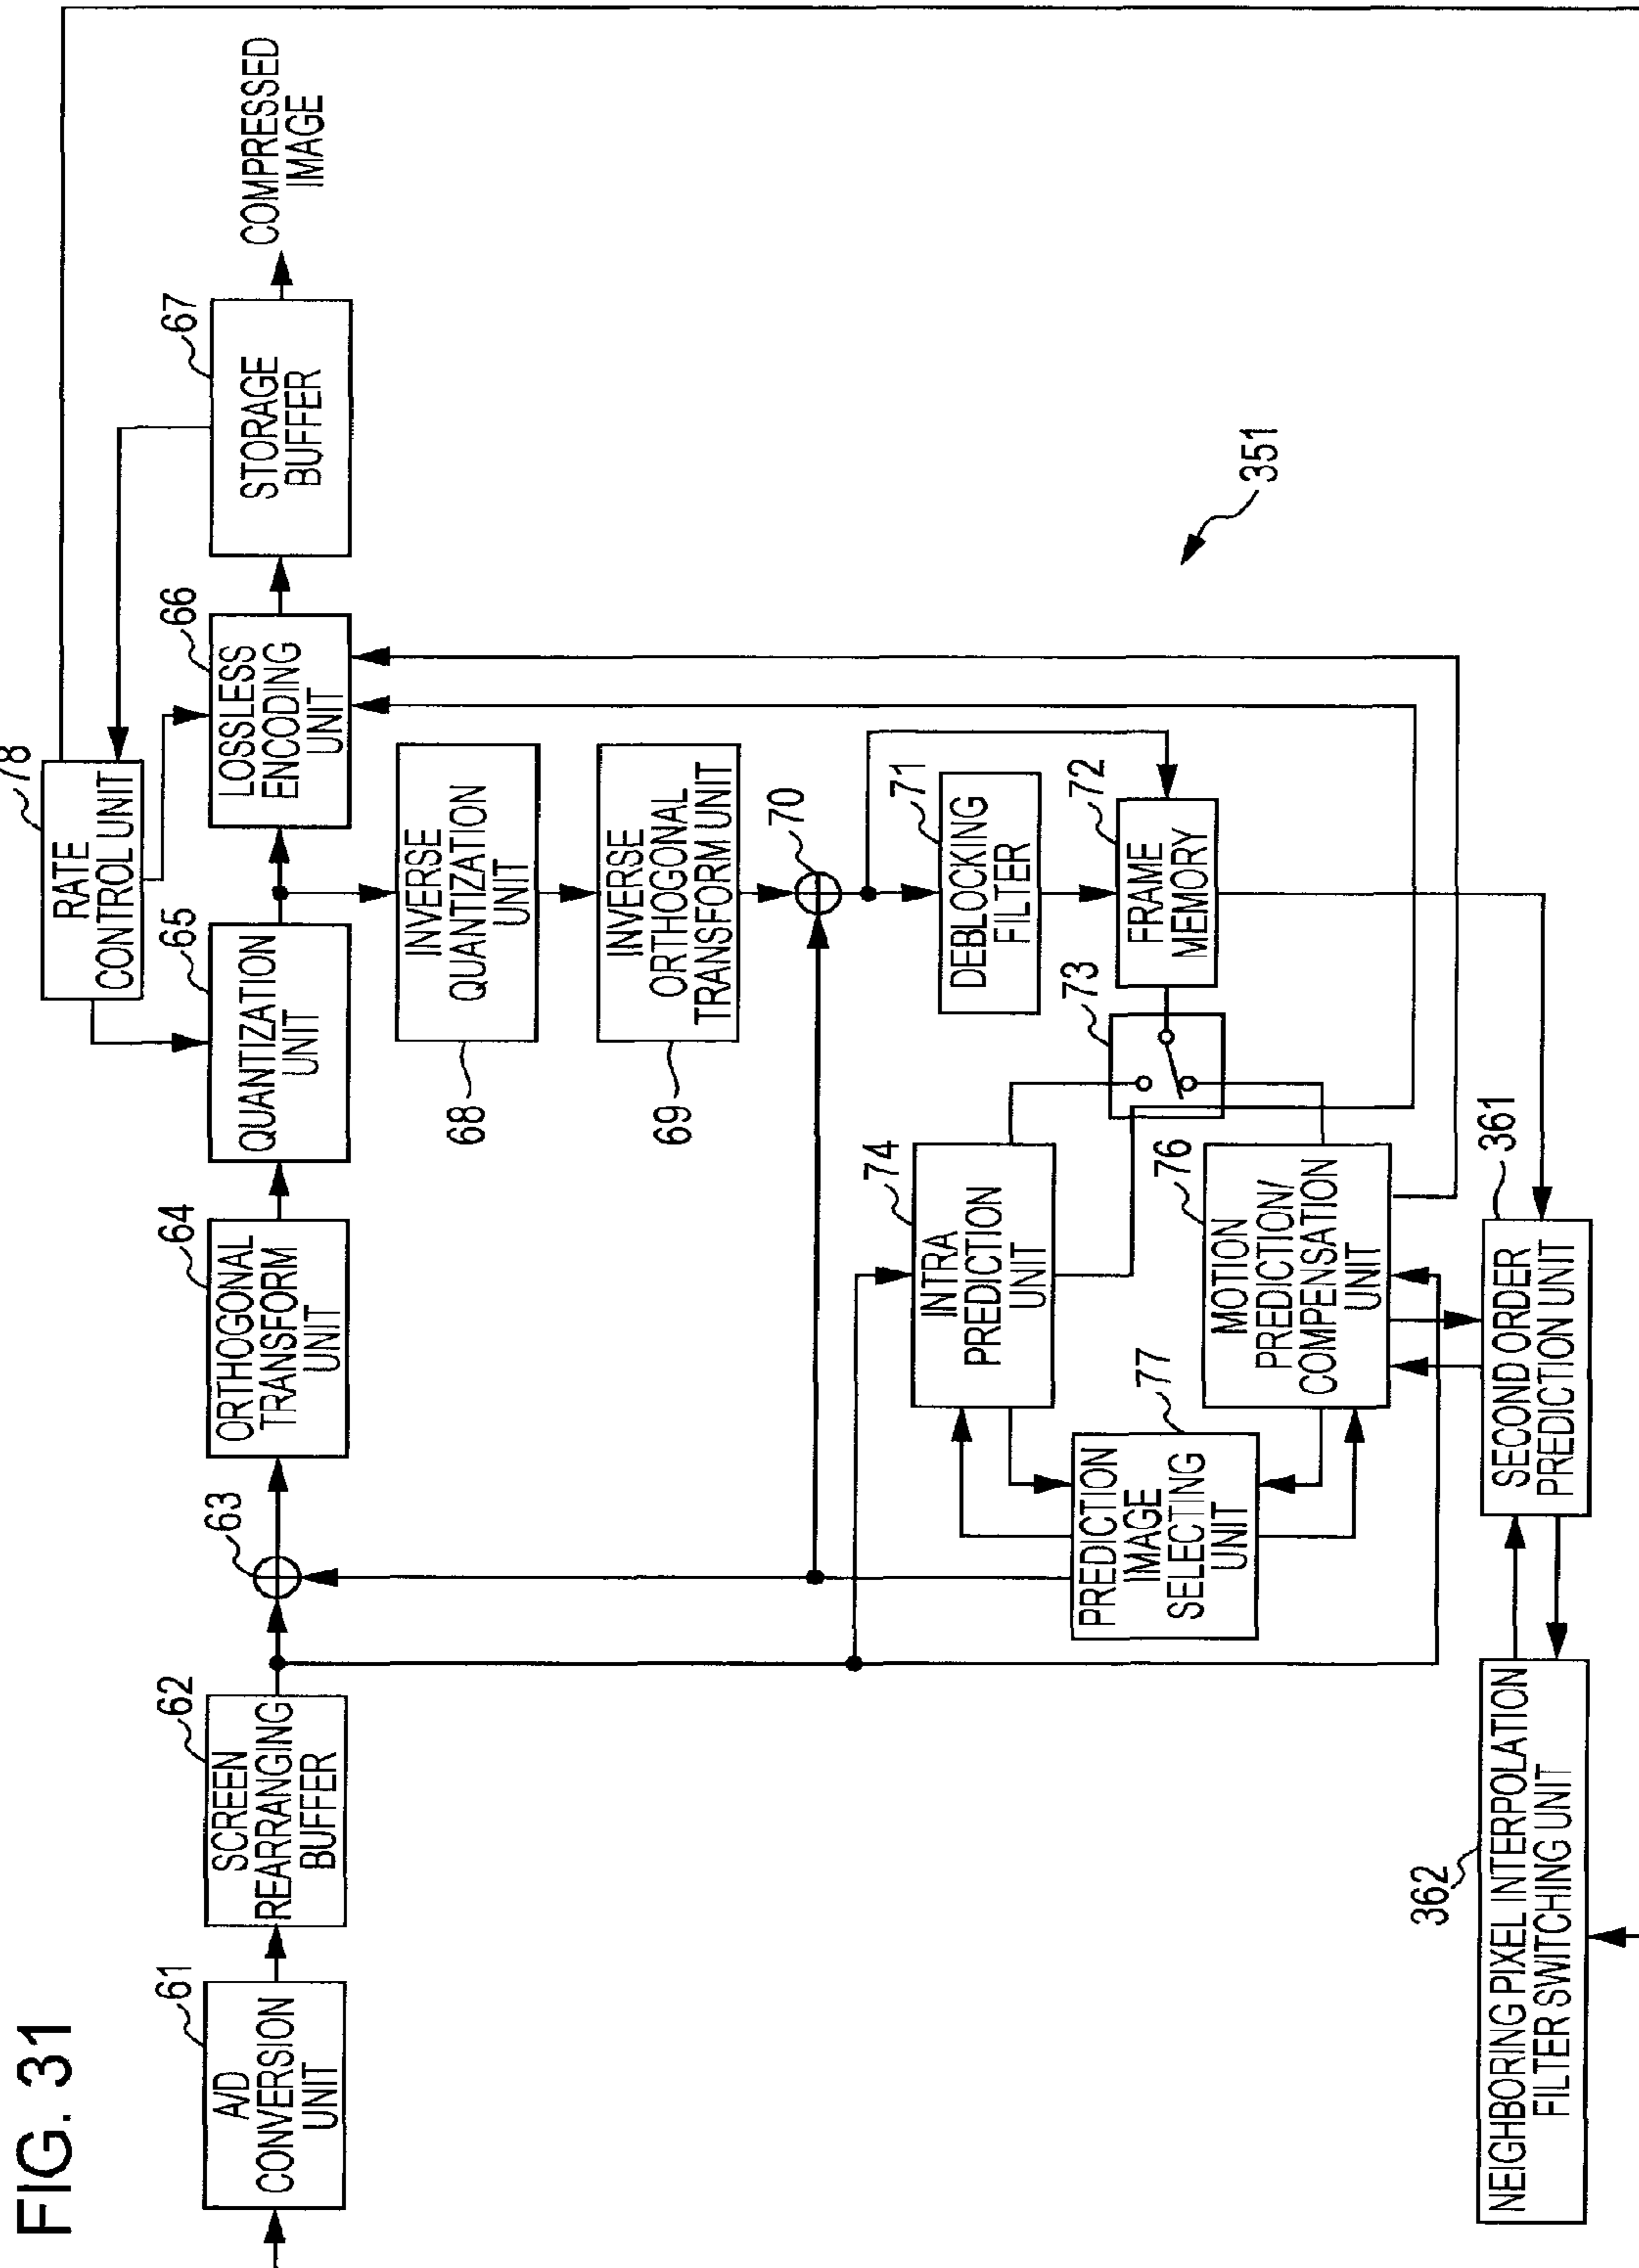 FIG. 31
78
RATE
CONTROL UNIT
61
A/D
CONVERSION
UNIT
62
SCREEN
REARRANGING
BUFFER
63
64
ORTHOGONAL
TRANSFORM
UNIT
65
QUANTIZATION
UNIT
66
LOSSLESS
ENCODING
UNIT
67
STORAGE
BUFFER
COMPRESSED
IMAGE
INVERSE
QUANTIZATION
UNIT
68
INVERSE
ORTHOGONAL
TRANSFORM UNIT
69
70
71
DEBLOCKING
FILTER
72
FRAME
MEMORY
73
74
INTRA
PREDICTION
UNIT
76
MOTION
PREDICTION/
COMPENSATION
UNIT
77
PREDICTION
IMAGE
SELECTING
UNIT
351
361
SECOND ORDER
PREDICTION UNIT
362
NEIGHBORING PIXEL INTERPOLATION
FILTER SWITCHING UNIT